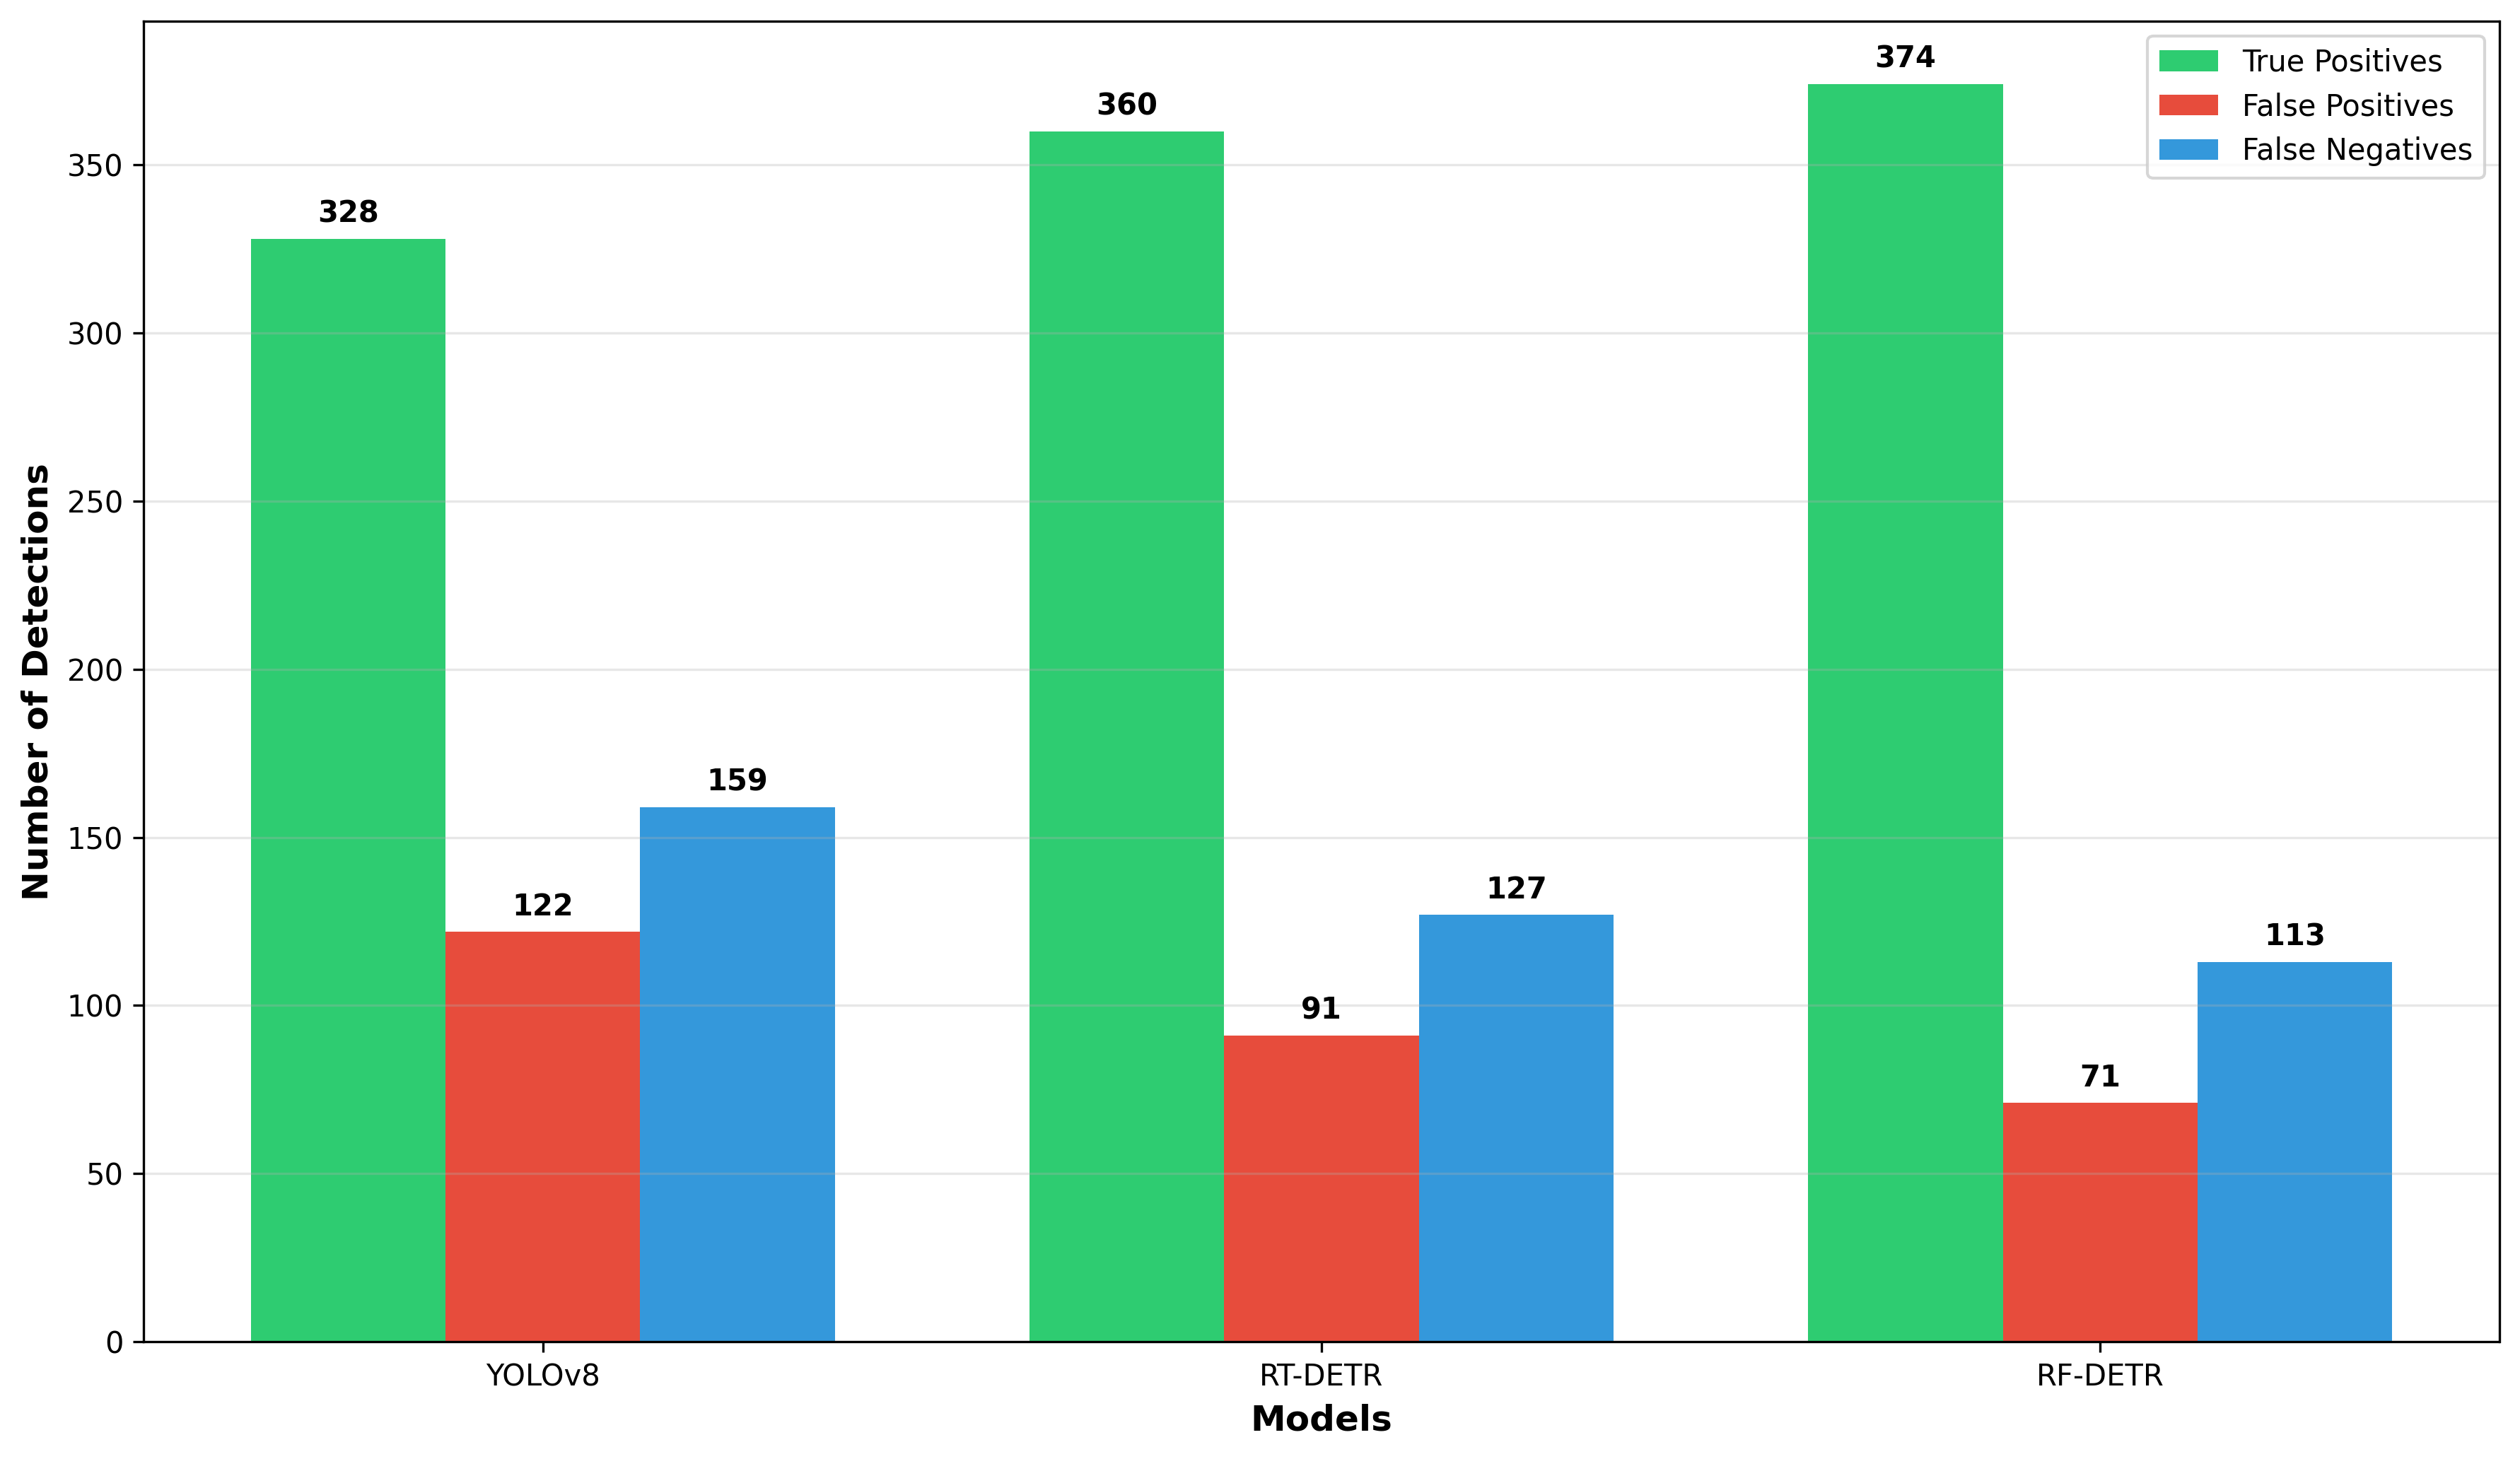 374
360
328
159
122
127
91
113
71
True Positives
False Positives
False Negatives
350
300
250
200
150
100
50
0
Number of Detections
YOLOv8
RT-DETR
RF-DETR
Models